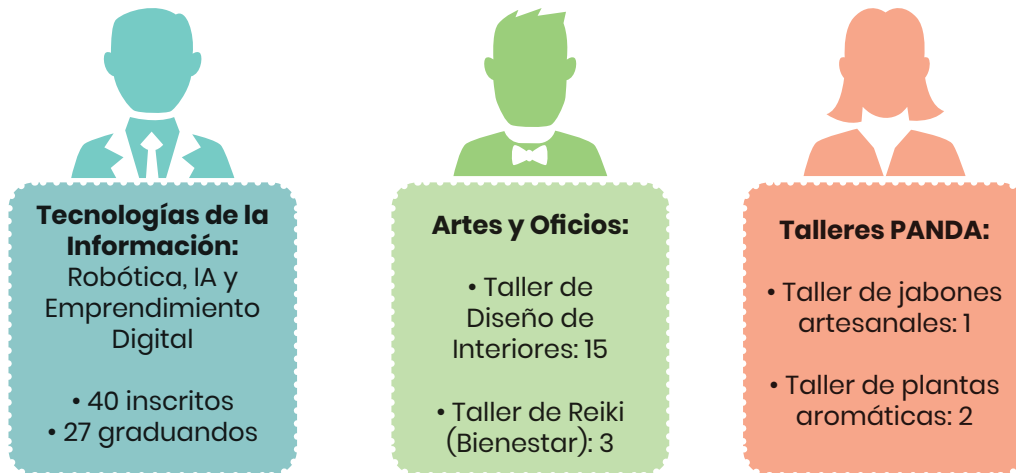 Tecnologías de la
Información:
Robótica, IA y
Emprendimiento
Digital
• 40 inscritos
• 27 graduandos
Artes y Oficios:
• Taller de
Diseño de
Interiores: 15
• Taller de Reiki
(Bienestar): 3
Talleres PANDA:
• Taller de jabones
artesanales: 1
• Taller de plantas
aromáticas: 2